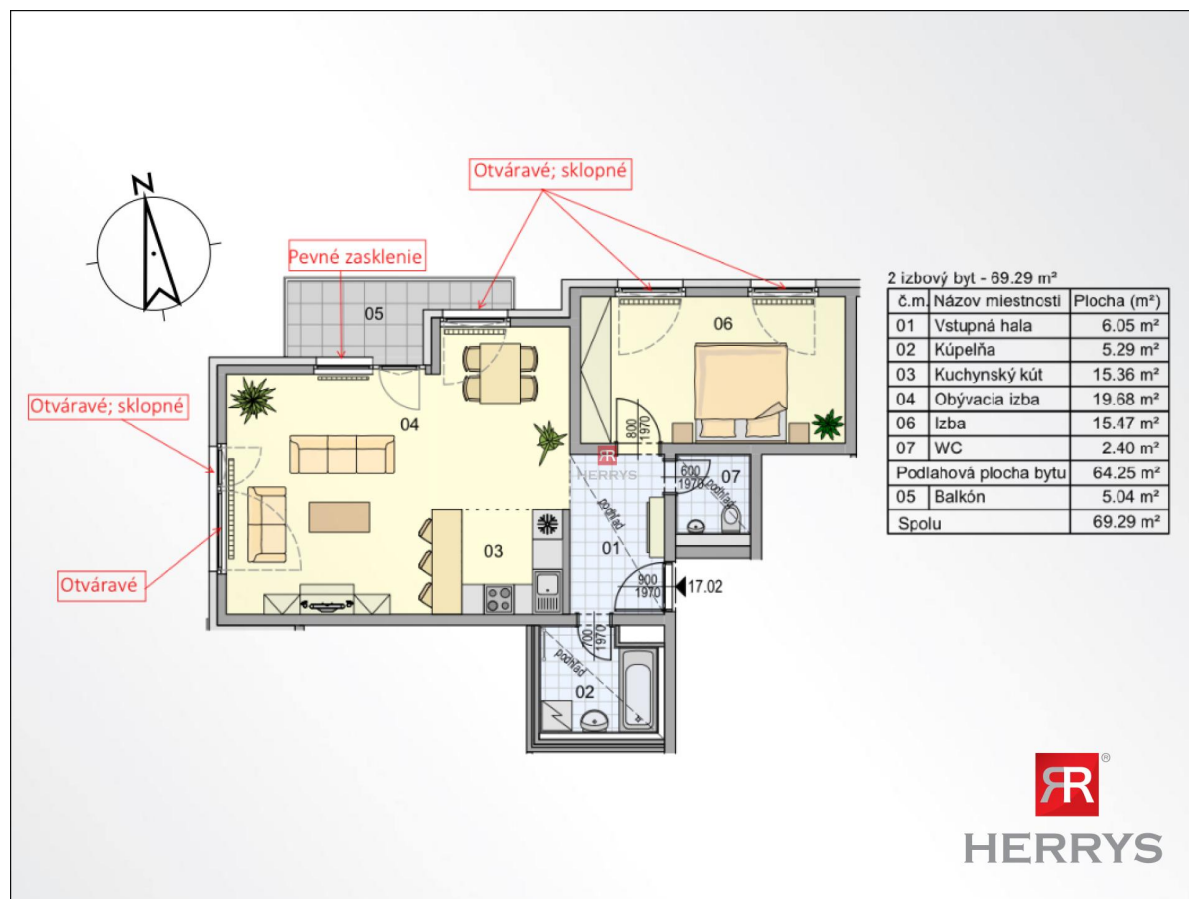 Otváravé; sklopné
N
Pevné zasklenie
05
06
2 izbový byt - 69.29 m²
č.m. Názov miestnosti Plocha (m²)
01 Vstupná hala 6.05 m²
02 Kúpelňa 5.29 m²
03 Kuchynský kút 15.36 m²
04 Obývacia izba 19.68 m²
06 Izba 15.47 m²
07 WC 2.40 m²
Podlahová plocha bytu 64.25 m²
05 Balkón 5.04 m²
Spolu 69.29 m²
Otváravé; sklopné
04
800
1970
HERRYS
600
1970
07
podhľad
podhľad
03
01
Otváravé
900
1970
17.02
700
1970
podhľad
02
RR®
HERRYS